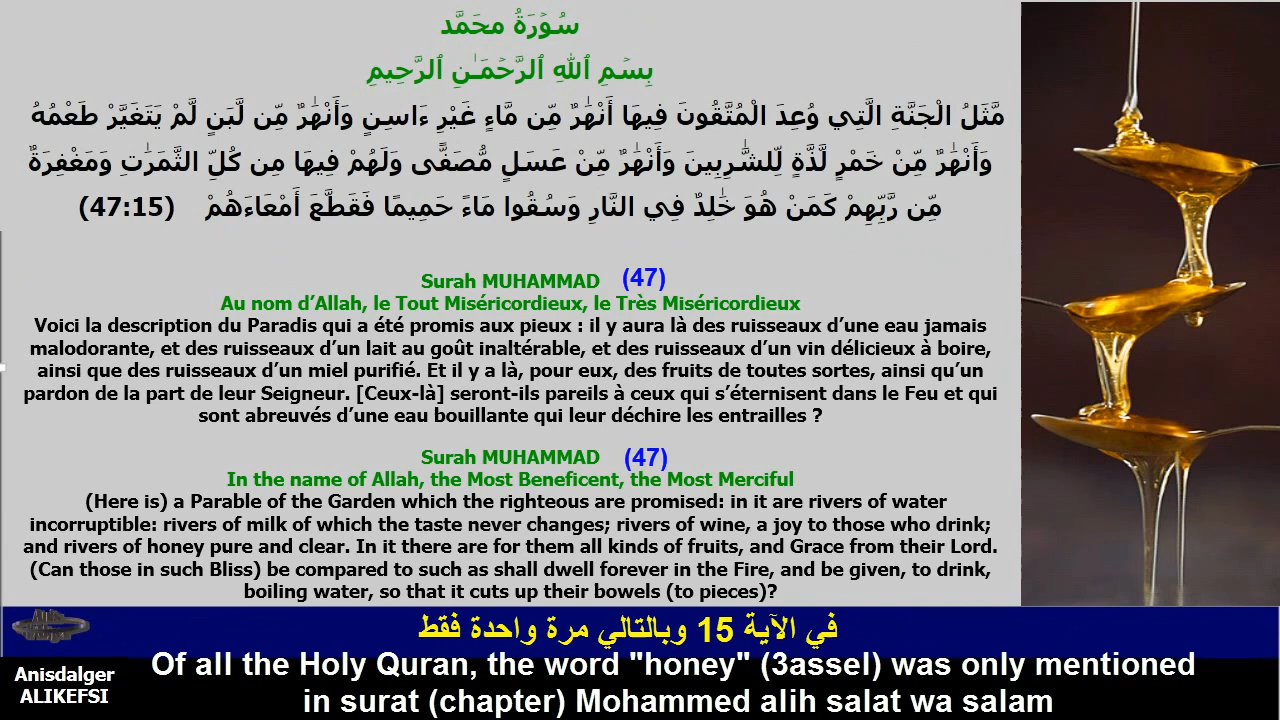 سُوۡرَةُ محَمَّد
بِسۡمِ ٱللهِ ٱلرَّحۡمَـٰنِ ٱلرَّحِيمِ
مَّثَلُ الْجَنَّةِ الَّتِي وُعِدَ الْمُتَّقُونَ فِيهَا أَنْهَٰرٌ مِّن مَّاءٍ غَيْرِ ءَاسِنٍ وَأَنْهَٰرٌ مِّن لَّبَنٍ لَّمْ يَتَغَيَّرْ طَعْمُهُ
وَأَنْهَٰرٌ مِّنْ خَمْرٍ لَّذَّةٍ لِّلشَّٰرِبِينَ وَأَنْهَٰرٌ مِّنْ عَسَلٍ مُّصَفًّى وَلَهُمْ فِيهَا مِن كُلِّ الثَّمَرَٰتِ وَمَغْفِرَةٌ
مِّن رَّبِّهِمْ كَمَنْ هُوَ خَٰلِدٌ فِي النَّارِ وَسُقُوا مَاءً حَمِيمًا فَقَطَّعَ أَمْعَاءَهُمْ (47:15)
Surah MUHAMMAD (47)
Au nom d’Allah, le Tout Miséricordieux, le Très Miséricordieux
Voici la description du Paradis qui a été promis aux pieux : il y aura là des ruisseaux d’une eau jamais
malodorante, et des ruisseaux d’un lait au goût inaltérable, et des ruisseaux d’un vin délicieux à boire,
ainsi que des ruisseaux d’un miel purifié. Et il y a là, pour eux, des fruits de toutes sortes, ainsi qu’un
pardon de la part de leur Seigneur. [Ceux-là] seront-ils pareils à ceux qui s’éternisent dans le Feu et qui
sont abreuvés d’une eau bouillante qui leur déchire les entrailles ?
Surah MUHAMMAD (47)
In the name of Allah, the Most Beneficent, the Most Merciful
(Here is) a Parable of the Garden which the righteous are promised: in it are rivers of water
incorruptible: rivers of milk of which the taste never changes; rivers of wine, a joy to those who drink;
and rivers of honey pure and clear. In it there are for them all kinds of fruits, and Grace from their Lord.
(Can those in such Bliss) be compared to such as shall dwell forever in the Fire, and be given, to drink,
boiling water, so that it cuts up their bowels (to pieces)?
في الآية 15 وبالتالي مرة واحدة فقط
Anisdalger
ALIKEFSI
Of all the Holy Quran, the word "honey" (3assel) was only mentioned
in surat (chapter) Mohammed alih salat wa salam